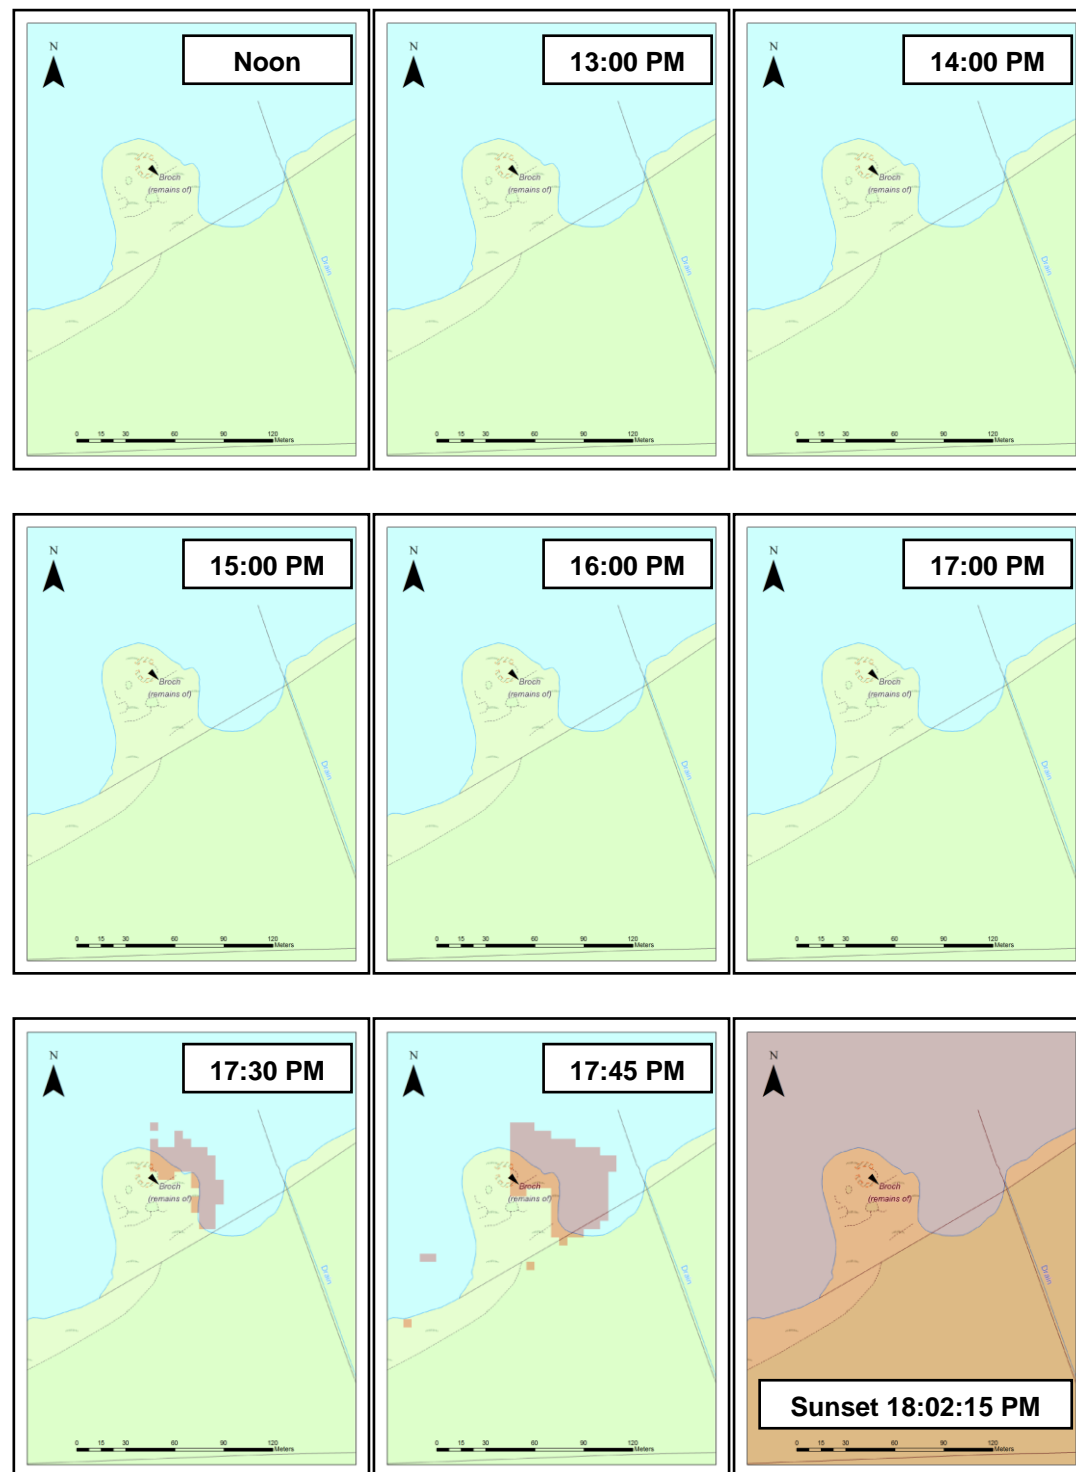 N
Noon
Broch
(remains of)
Drain
0 15 30 60 90 120
Meters
N
13:00 PM
Broch
(remains of)
Drain
0 15 30 60 90 120
Meters
N
14:00 PM
Broch
(remains of)
Drain
0 15 30 60 90 120
Meters
N
15:00 PM
Broch
(remains of)
Drain
0 15 30 60 90 120
Meters
N
16:00 PM
Broch
(remains of)
Drain
0 15 30 60 90 120
Meters
N
17:00 PM
Broch
(remains of)
Drain
0 15 30 60 90 120
Meters
N
17:30 PM
Broch
(remains of)
Drain
0 15 30 60 90 120
Meters
N
17:45 PM
Broch
(remains of)
Drain
0 15 30 60 90 120
Meters
N
Broch
(remains of)
Drain
Sunset 18:02:15 PM
0 15 30 60 90 120
Meters